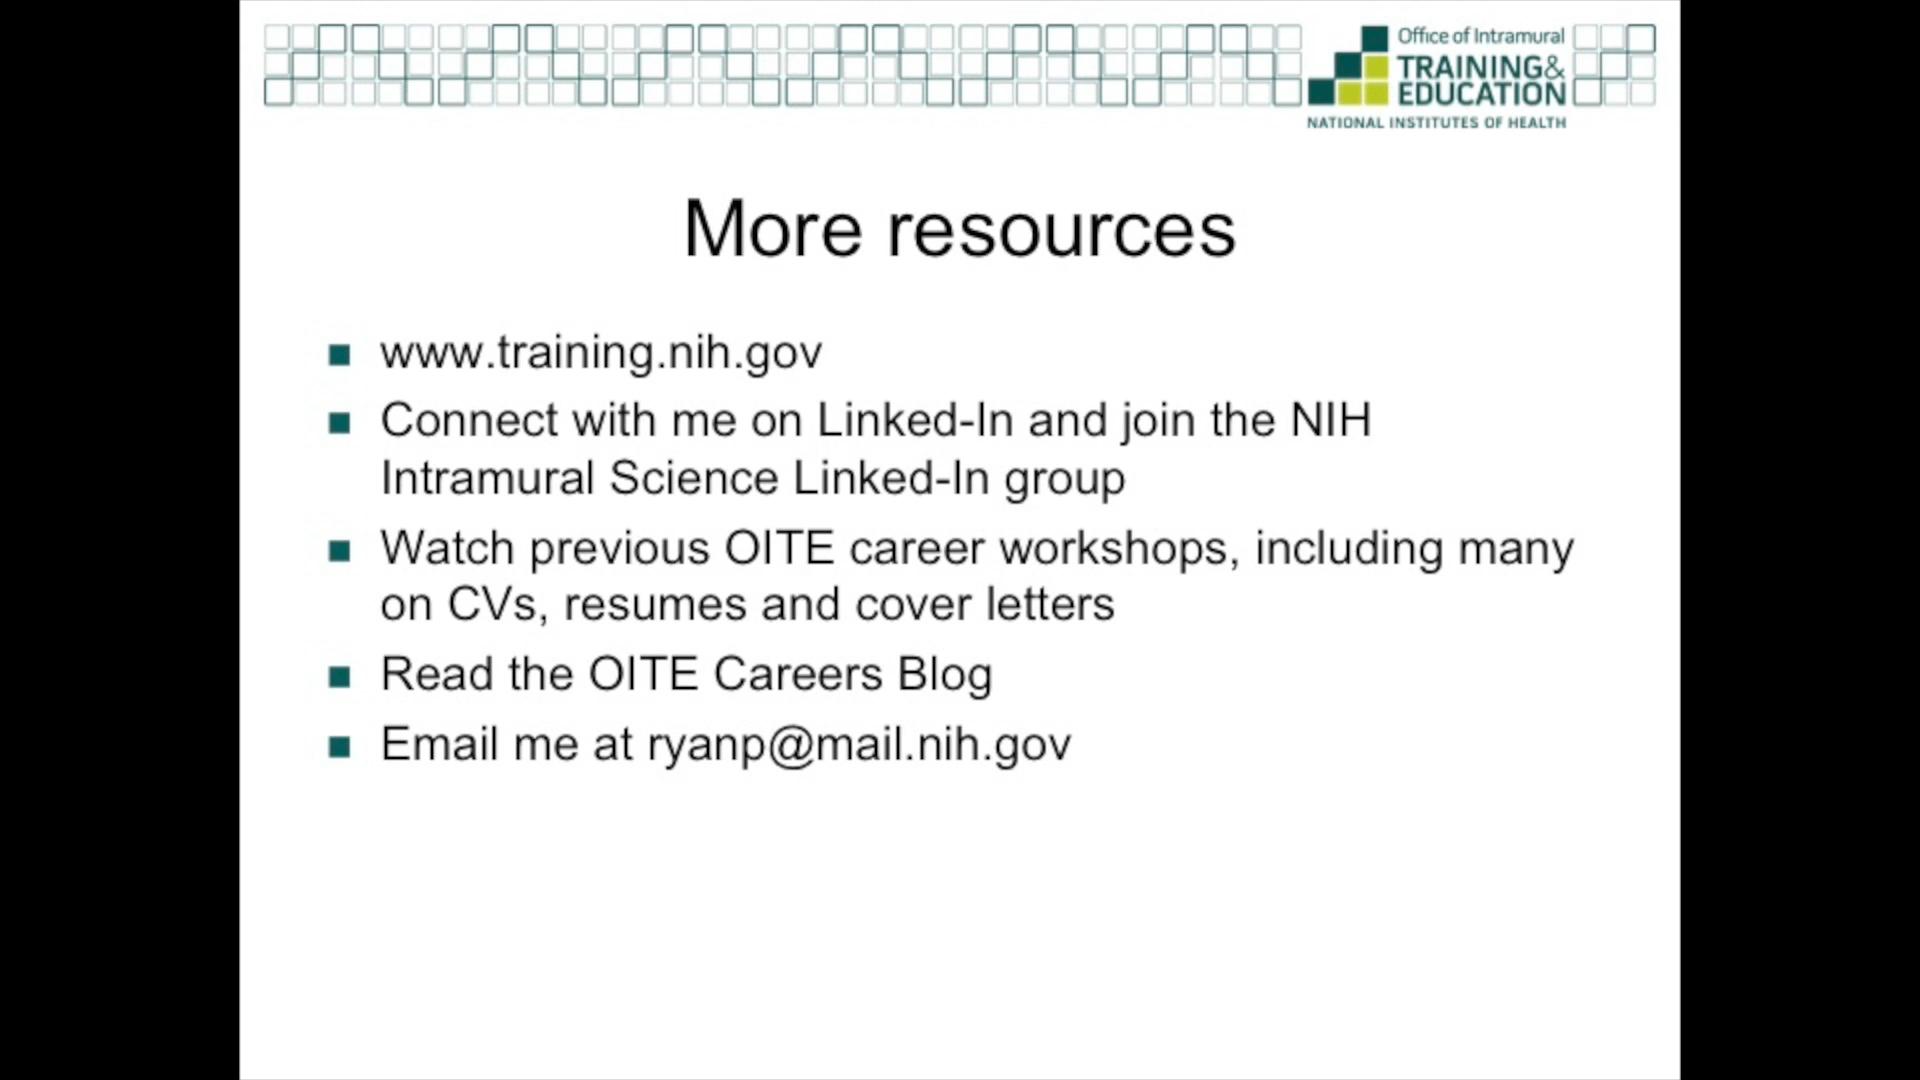 Office of Intramural
TRAINING&
EDUCATION
NATIONAL INSTITUTES OF HEALTH
More resources
www.training.nih.gov
Connect with me on Linked-In and join the NIH
Intramural Science Linked-In group
Watch previous OITE career workshops, including many
on CVs, resumes and cover letters
Read the OITE Careers Blog
Email me at ryanp@mail.nih.gov